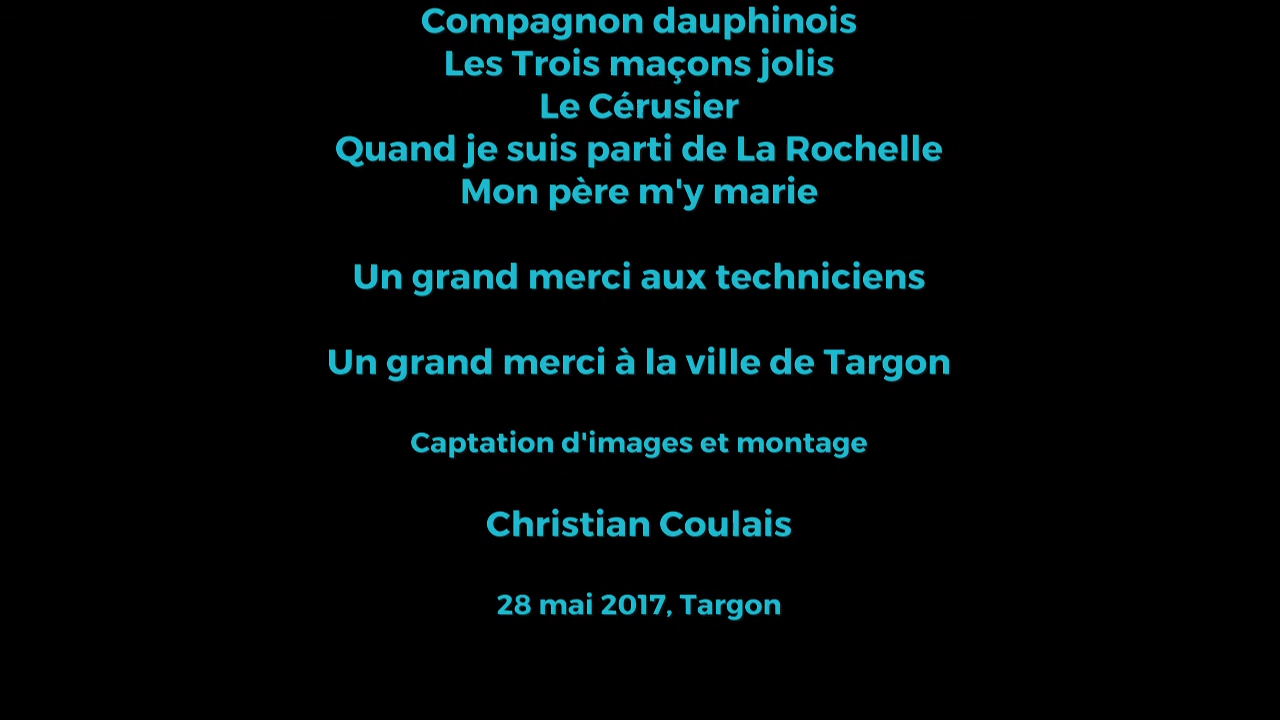 Compagnon dauphinois
Les Trois maçons jolis
Le Cérusier
Quand je suis parti de La Rochelle
Mon père m'y marie
Un grand merci aux techniciens
Un grand merci à la ville de Targon
Captation d'images et montage
Christian Coulais
28 mai 2017, Targon